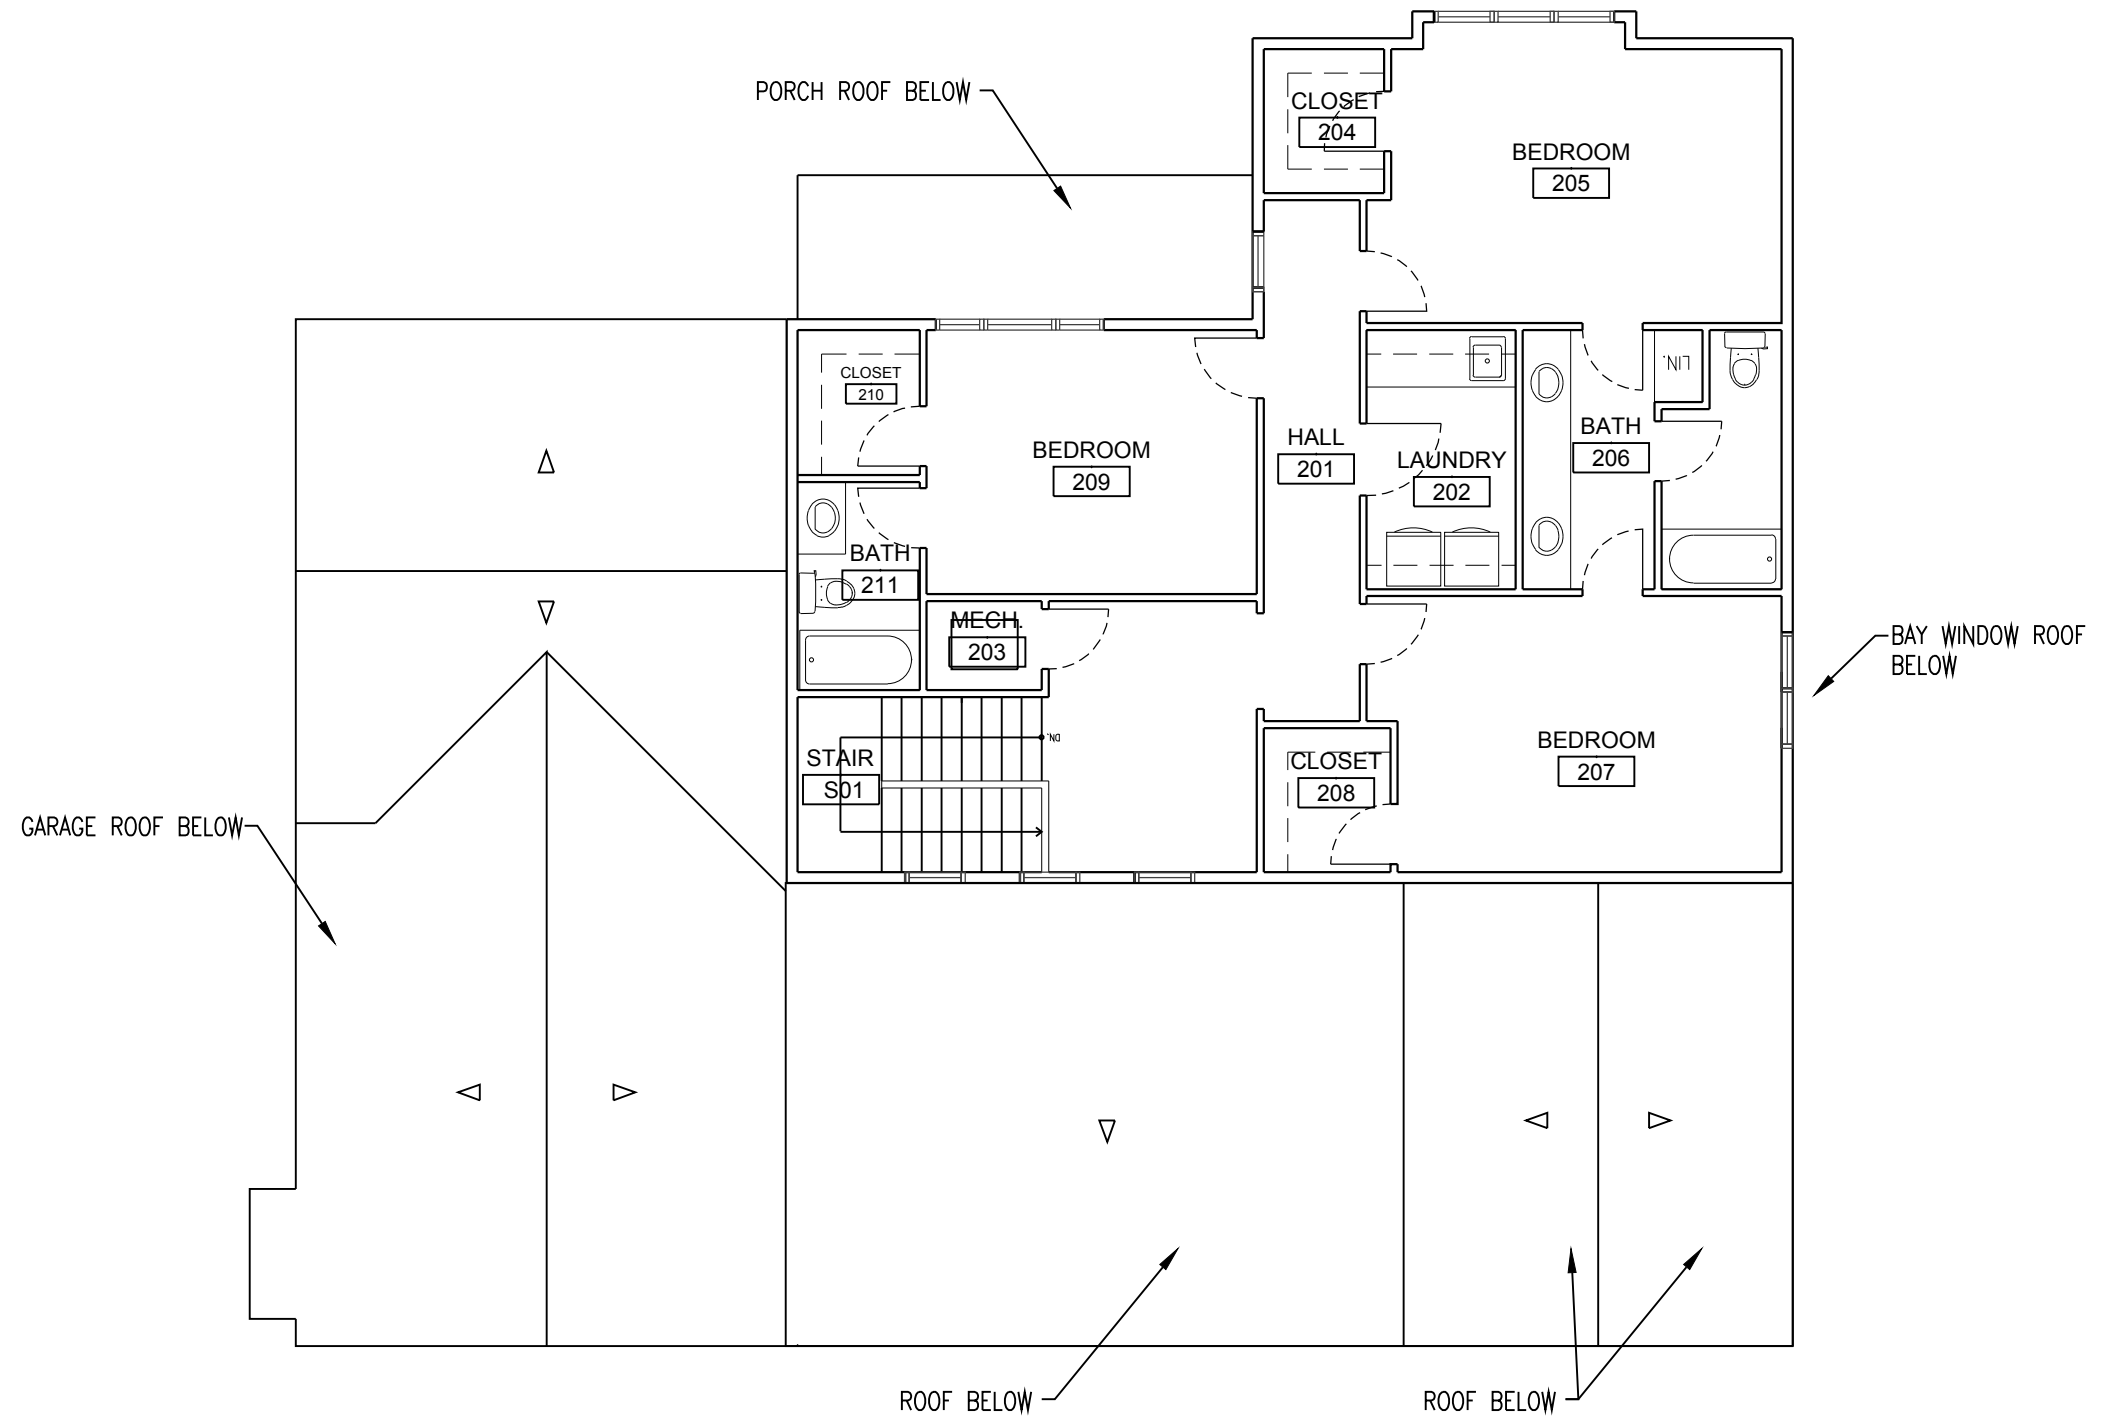 PORCH ROOF BELOW
CLOSET
204
BEDROOM
205
CLOSET
210
LIN.
BEDROOM
209
HALL
201
LAUNDRY
202
BATH
206
BATH
211
MECH.
203
BAY WINDOW ROOF
BELOW
STAIR
S01
DN.
CLOSET
208
BEDROOM
207
GARAGE ROOF BELOW
ROOF BELOW
ROOF BELOW